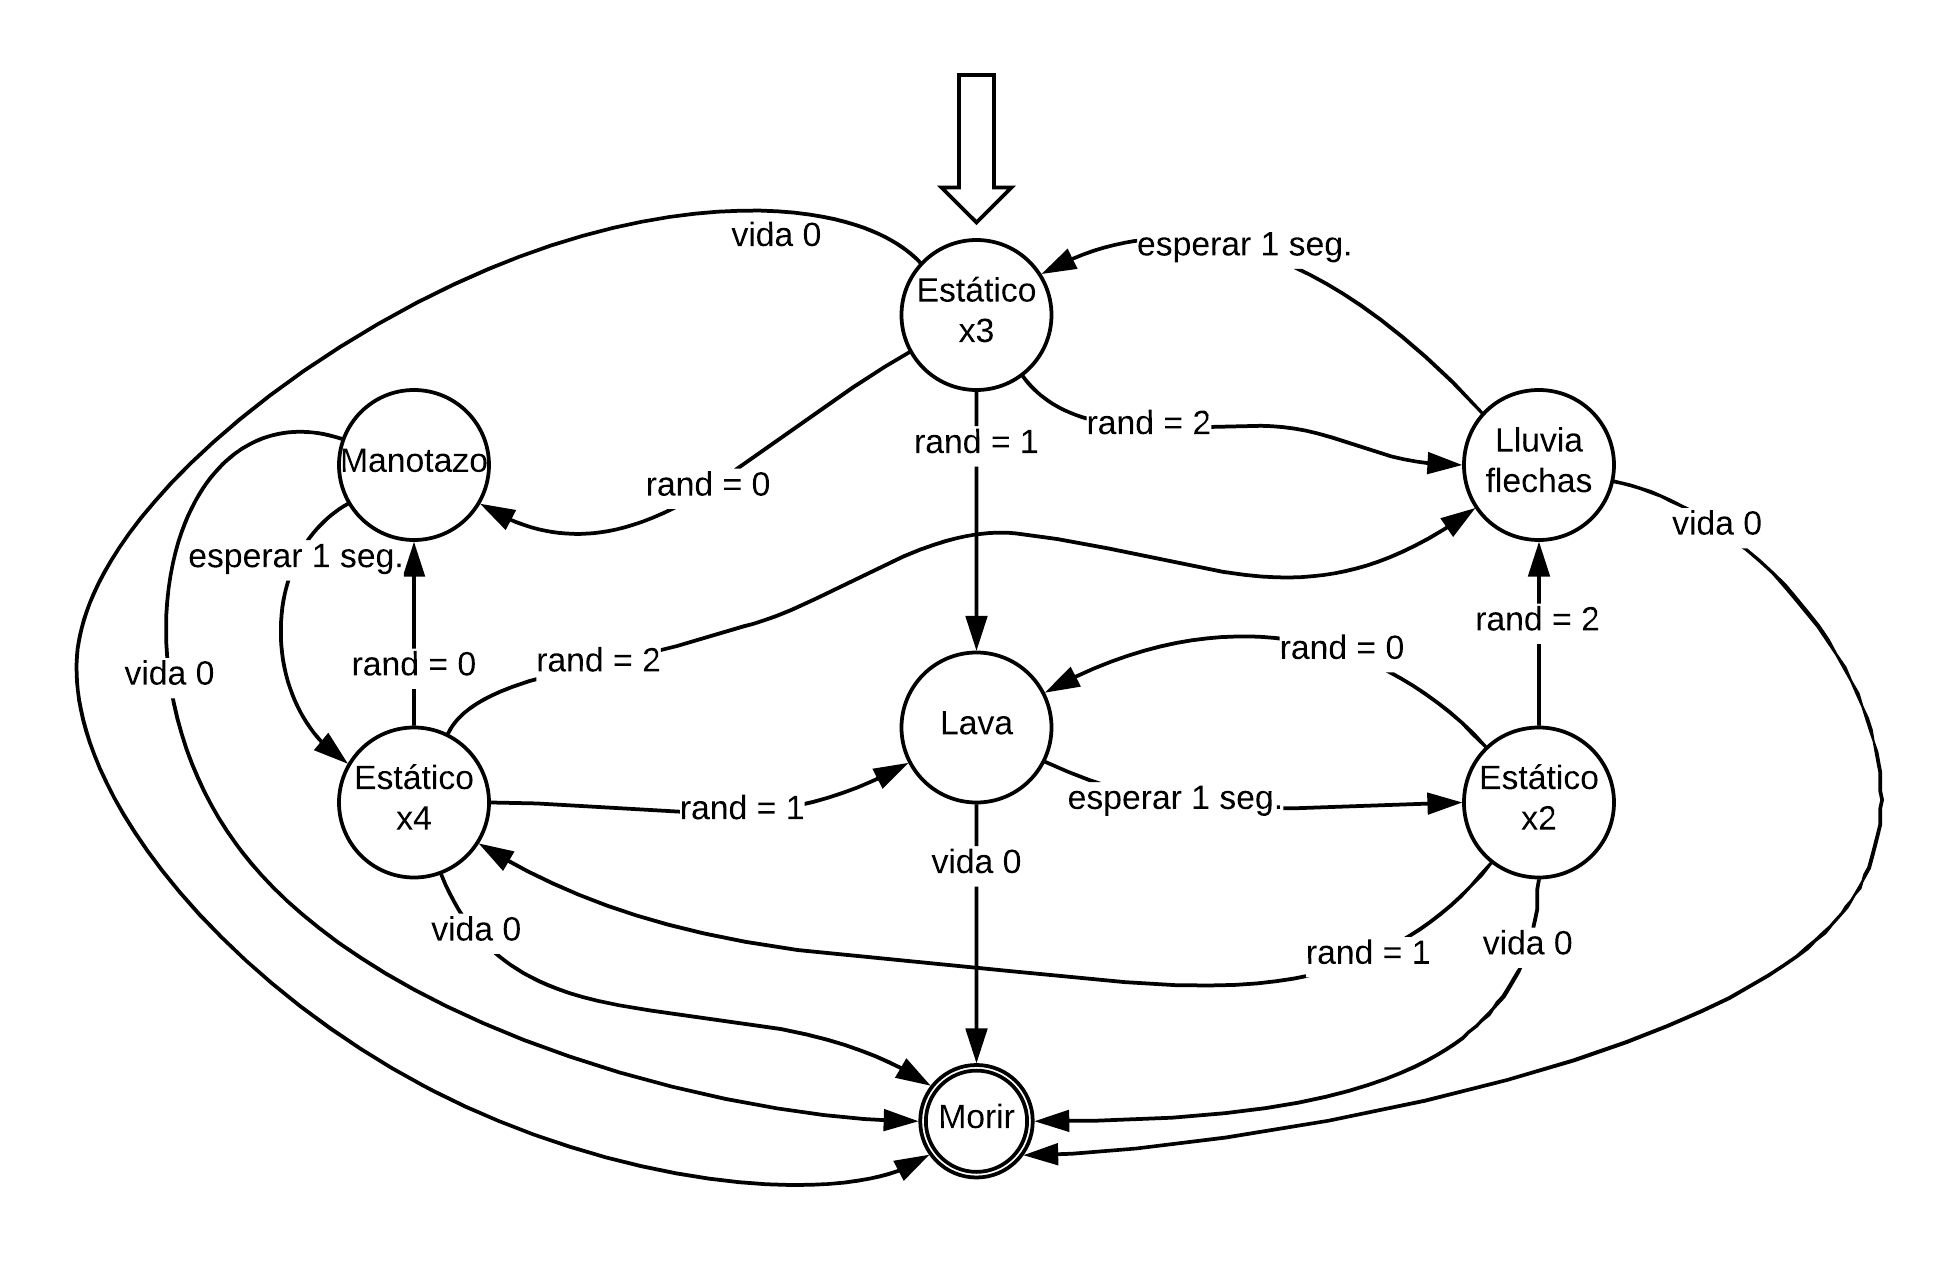 vida 0
esperar 1 seg.
Estático
x3
rand = 2
rand = 1
Lluvia
flechas
Manotazo
rand = 0
vida 0
esperar 1 seg.
rand = 2
rand = 0
rand = 2
rand = 0
vida 0
Lava
Estático
x4
Estático
x2
esperar 1 seg.
rand = 1
vida 0
vida 0
vida 0
rand = 1
Morir